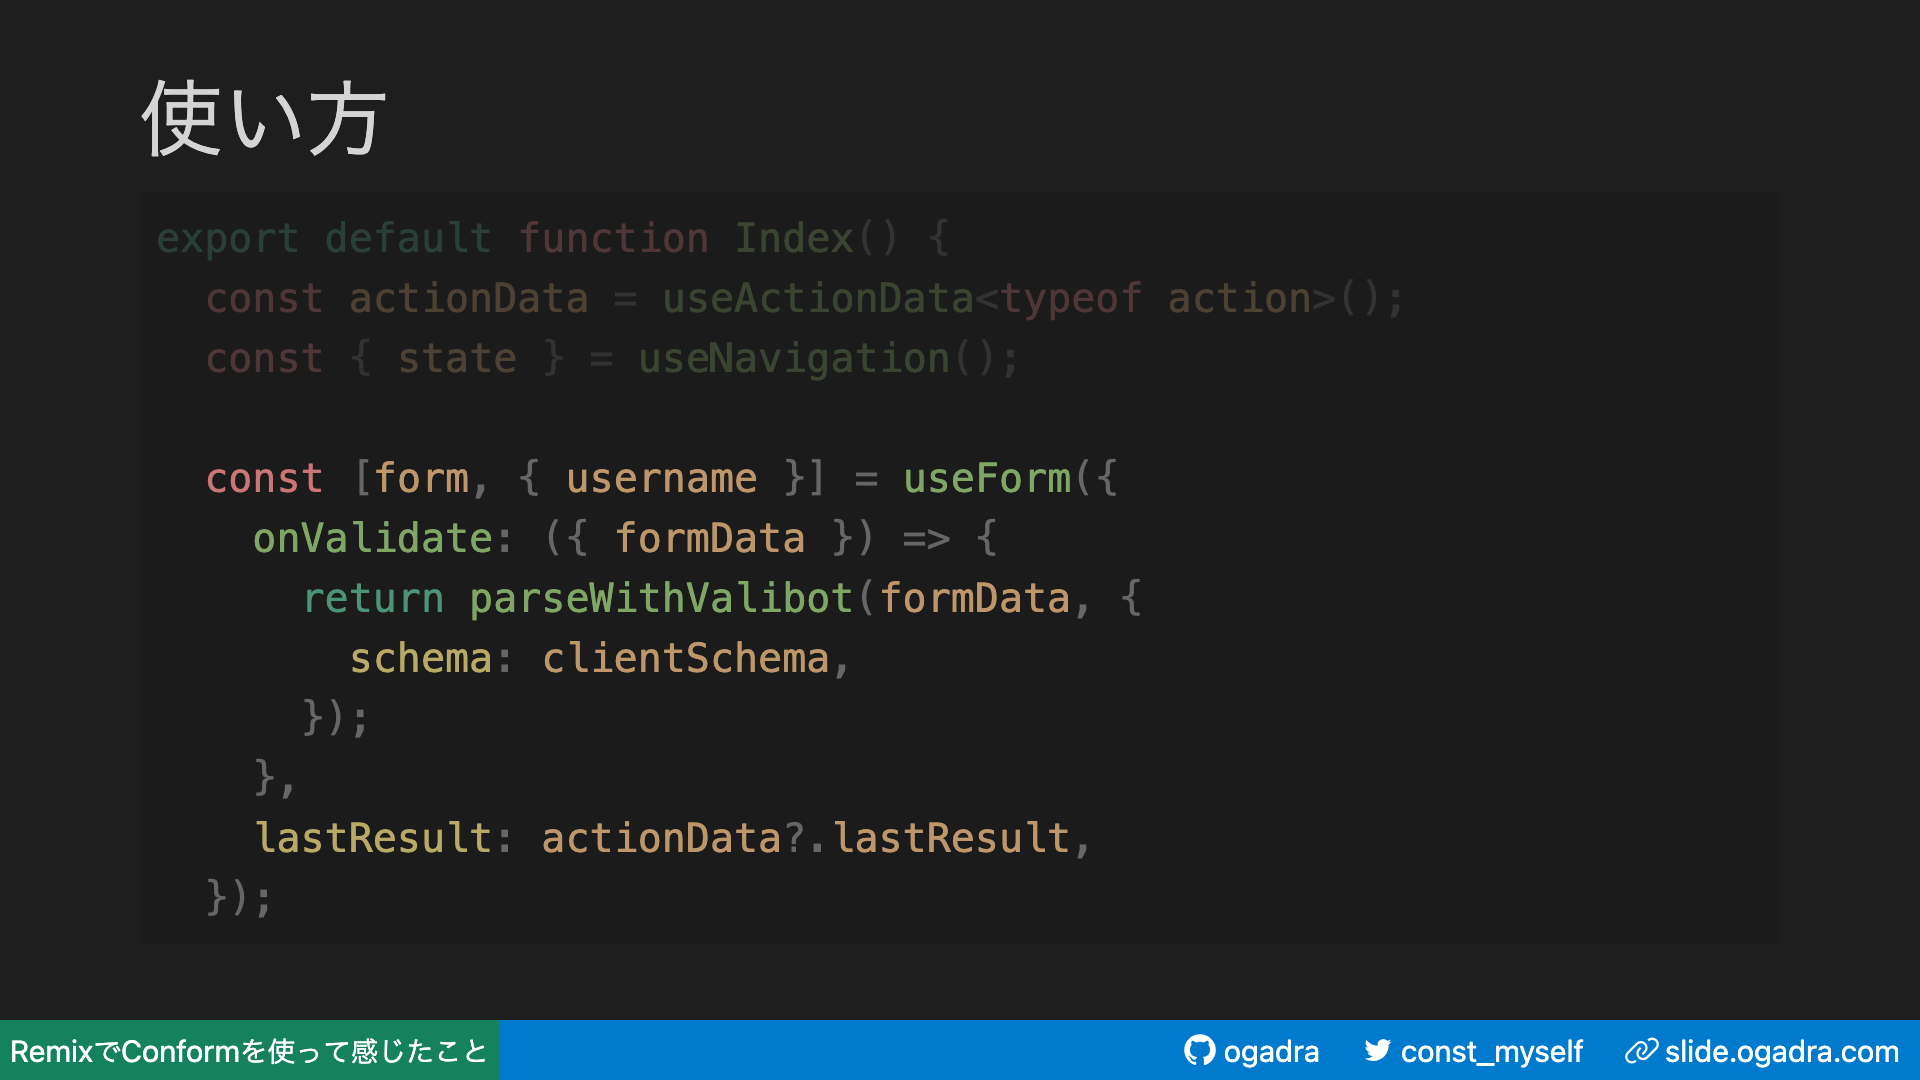 使い方
export default function Index() {
  const actionData = useActionData<typeof action>();
  const { state } = useNavigation();

  const [form, { username }] = useForm({
    onValidate: ({ formData }) => {
      return parseWithValibot(formData, {
        schema: clientSchema,
      });
    },
    lastResult: actionData?.lastResult,
  });
RemixでConformを使って感じたこと
ogadra
const_myself
slide.ogadra.com